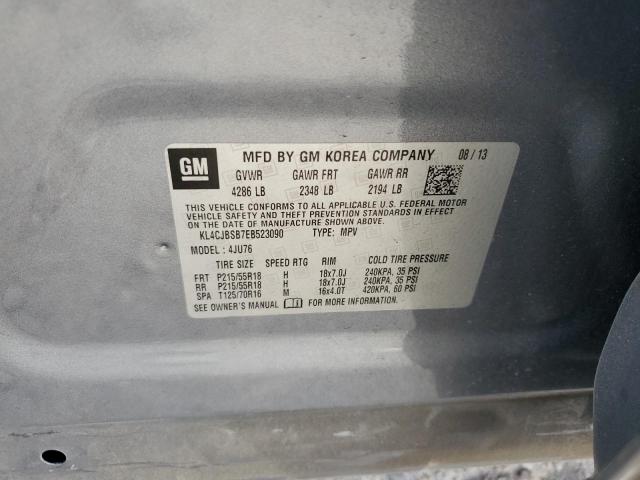 GM
MFD BY GM KOREA COMPANY 08 / 13
GVWR GAWR FRT GAWR RR
4286 LB 2348 LB 2194 LB
THIS VEHICLE CONFORMS TO ALL APPLICABLE U.S. FEDERAL MOTOR
VEHICLE SAFETY AND THEFT PREVENTION STANDARDS IN EFFECT
ON THE DATE OF MANUFACTURE SHOWN ABOVE.
KL4CJBSB7EB523090 TYPE: MPV
MODEL: 4JU76
TIRE SIZE SPEED RTG RIM COLD TIRE PRESSURE
FRT P215/55R18 H 18x7.0J 240KPA, 35 PSI
RR P215/55R18 H 18x7.0J 240KPA, 35 PSI
SPA T125/70R16 M 16x4.0T 420KPA, 60 PSI
SEE OWNER'S MANUAL FOR MORE INFORMATION.